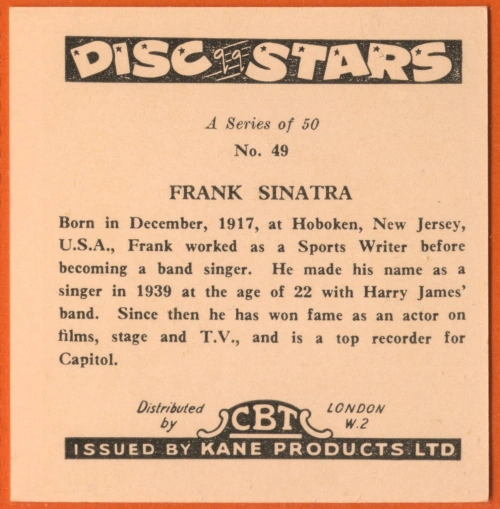 DISC STARS
A Series of 50
No. 49
FRANK SINATRA
Born in December, 1917, at Hoboken, New Jersey,
U.S.A., Frank worked as a Sports Writer before
becoming a band singer. He made his name as a
singer in 1939 at the age of 22 with Harry James'
band. Since then he has won fame as an actor on
films, stage and T.V., and is a top recorder for
Capitol.
Distributed by CBT LONDON W.2
ISSUED BY KANE PRODUCTS LTD